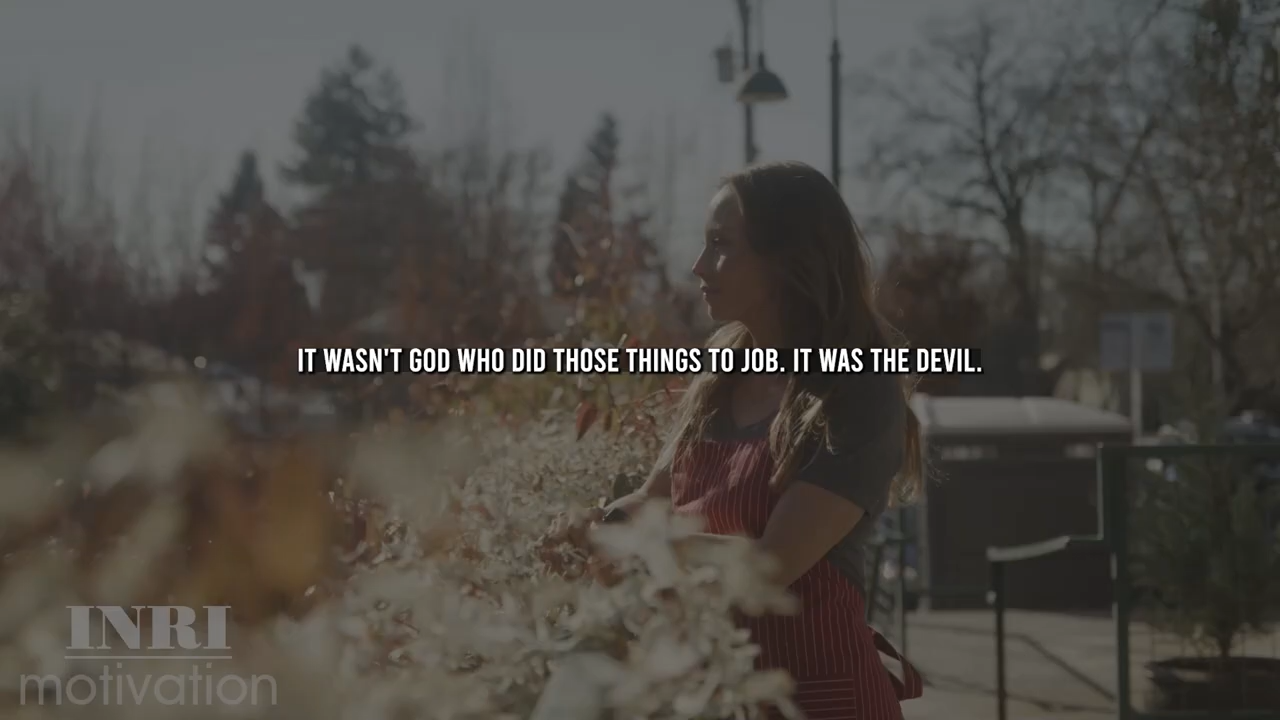 IT WASN'T GOD WHO DID THOSE THINGS TO JOB. IT WAS THE DEVIL.
INRI
motivation